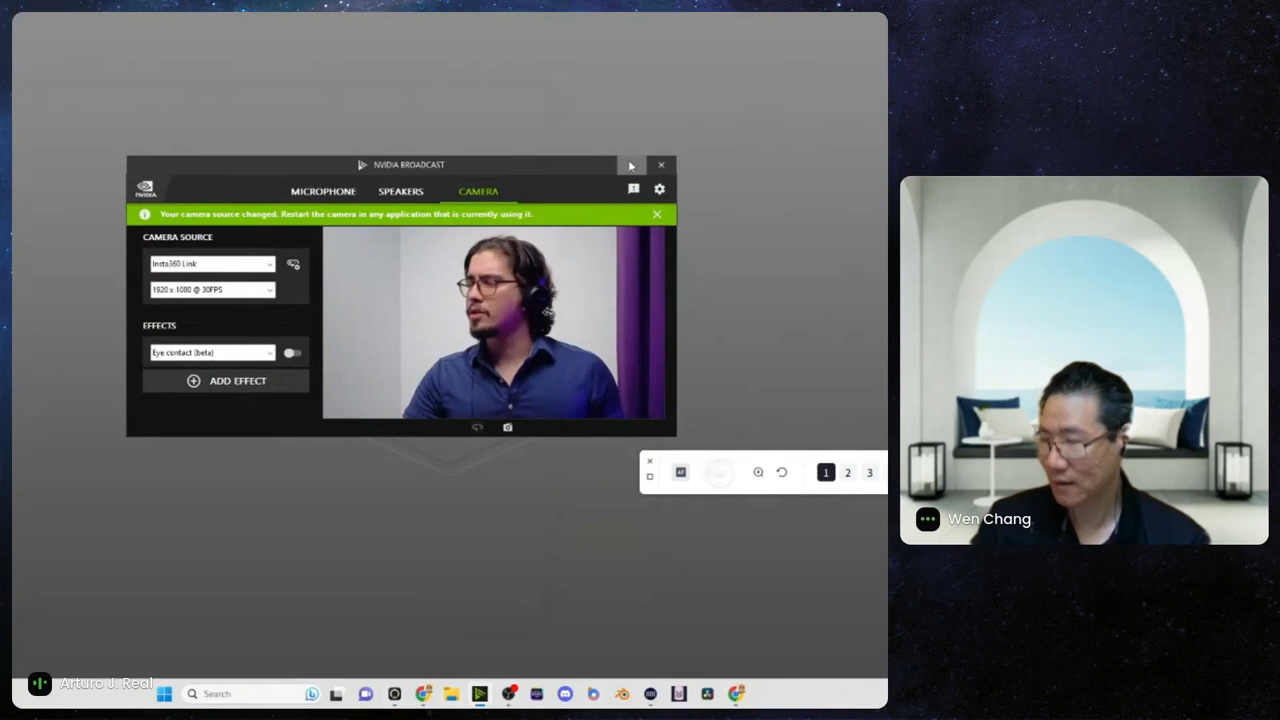 NVIDIA BROADCAST
NVIDIA
MICROPHONE
SPEAKERS
CAMERA
Your camera source changed. Restart the camera in any application that is currently using it.
CAMERA SOURCE
Insta360 Link
1920 x 1080 @ 30FPS
EFFECTS
Eye contact (beta)
ADD EFFECT
AF
1 2 3
Wen Chang
Arturo J. Real
Search